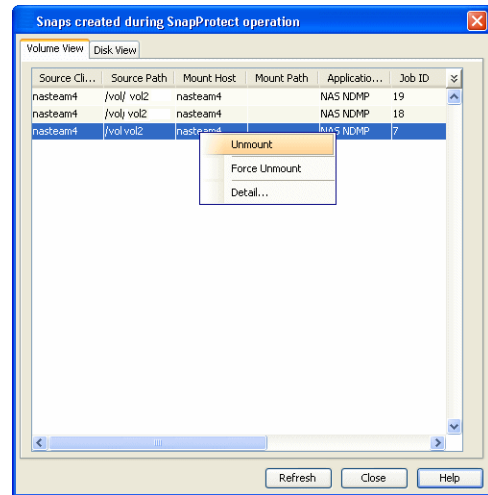 Snaps created during SnapProtect operation
Volume View Disk View
Source Cli... Source Path Mount Host Mount Path Applicatio... Job ID
nasteam4 /vol/ vol2 nasteam4 NAS NDMP 19
nasteam4 /vol/ vol2 nasteam4 NAS NDMP 18
nasteam4 /vol vol2 nasteam4 NAS NDMP 7
Unmount
Force Unmount
Detail...
Refresh Close Help